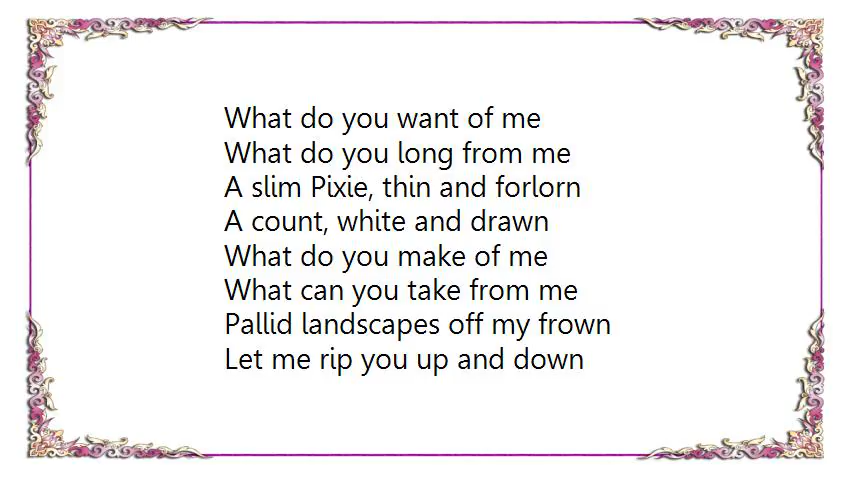 What do you want of me
What do you long from me
A slim Pixie, thin and forlorn
A count, white and drawn
What do you make of me
What can you take from me
Pallid landscapes off my frown
Let me rip you up and down